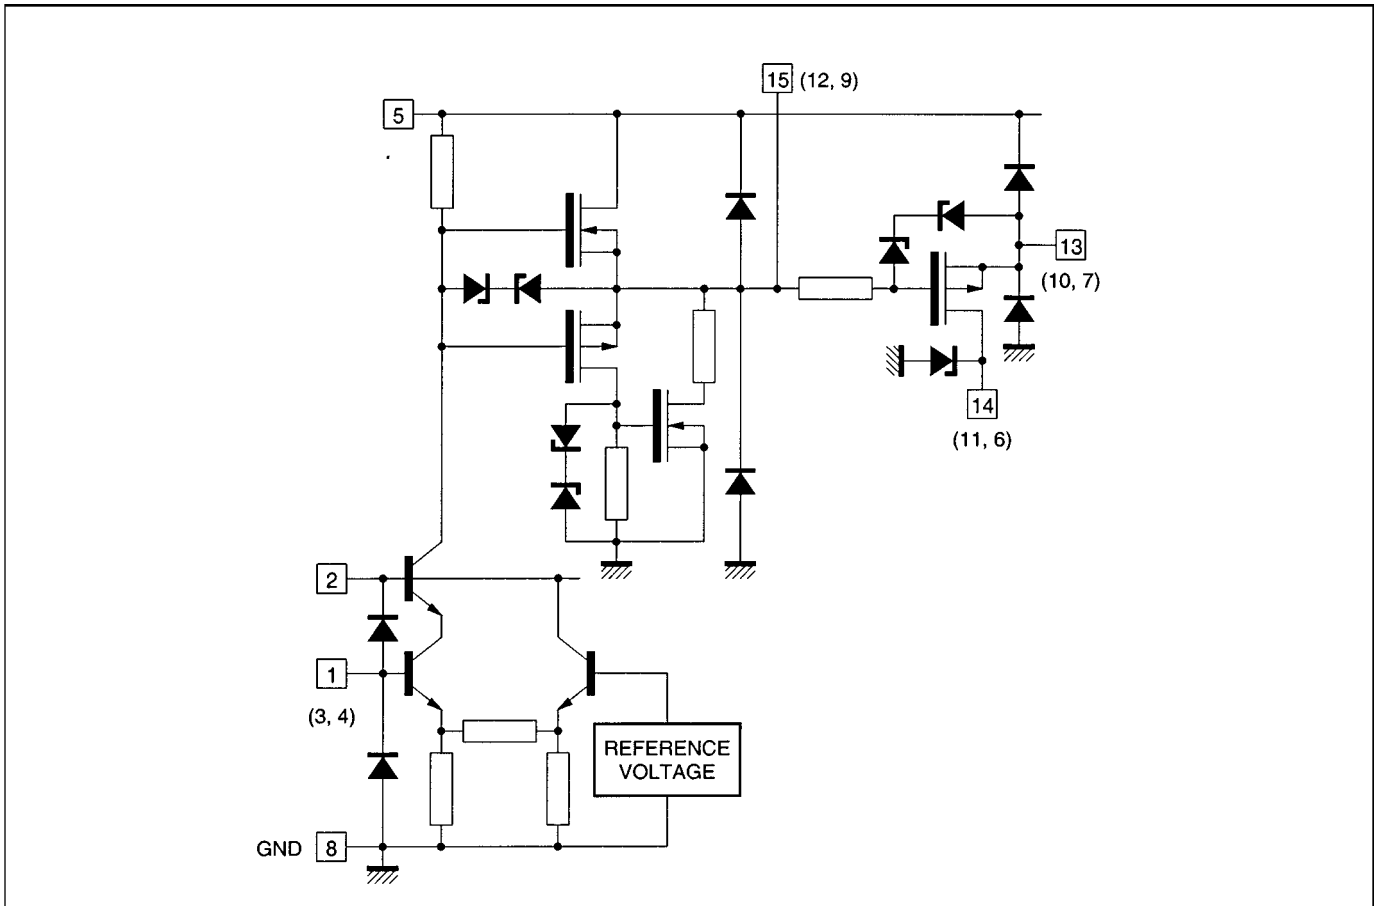 15 (12, 9)
5
13
(10, 7)
14
(11, 6)
2
1
(3, 4)
REFERENCE
VOLTAGE
GND 8